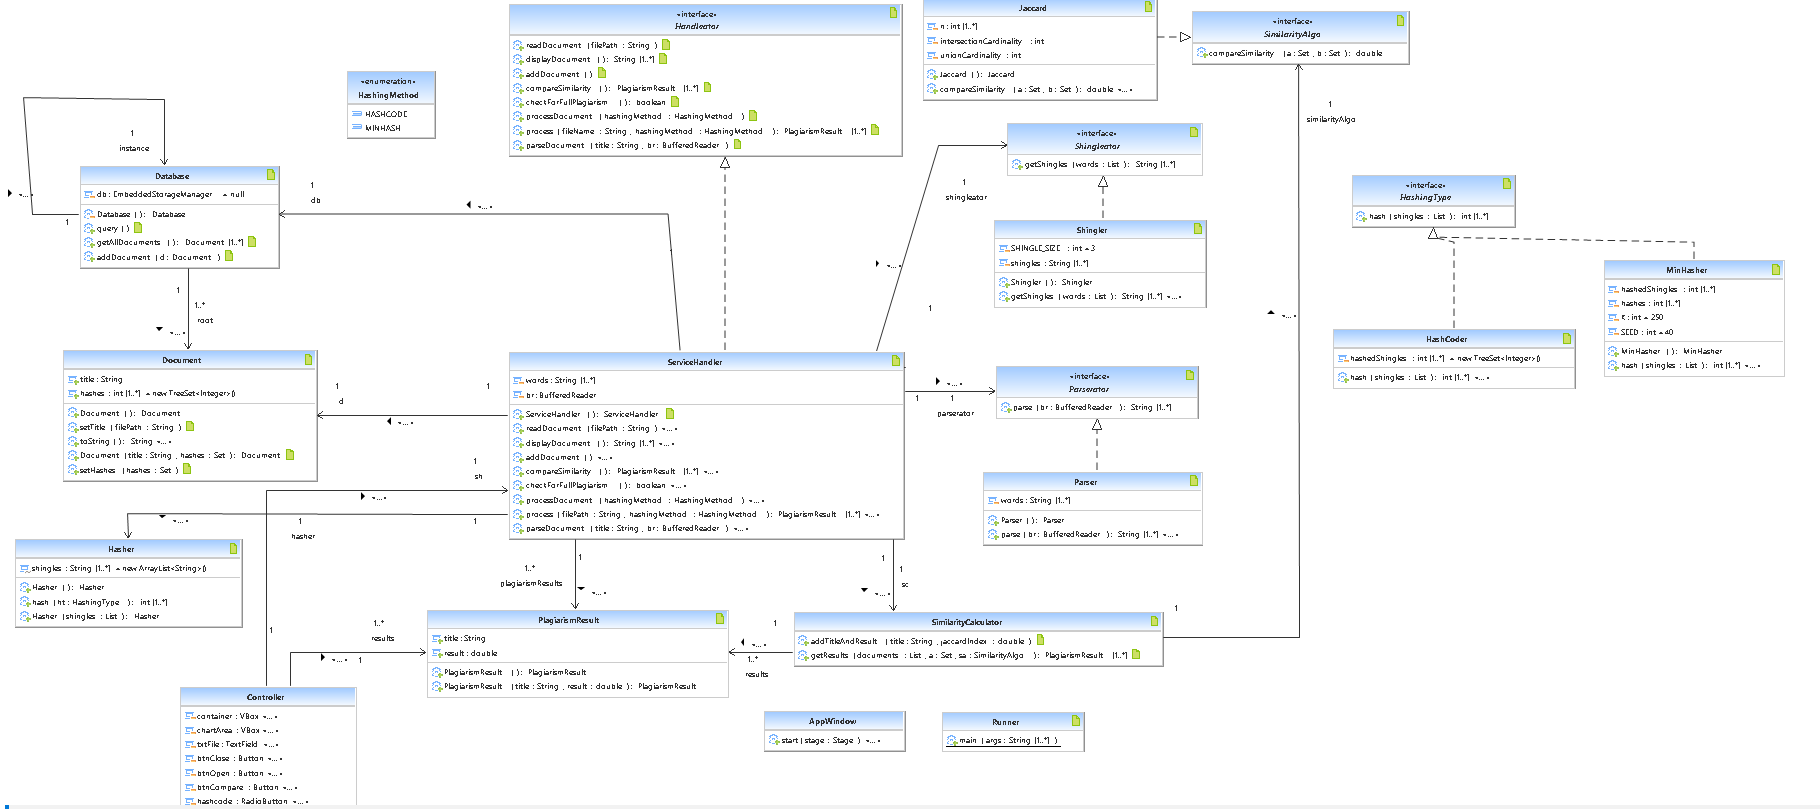 «interface»
Handleator
readDocument (filePath : String )
displayDocument ( ): String [1..*]
addDocument ( )
compareSimilarity ( ): PlagiarismResult [1..*]
checkForFullPlagiarism ( ): boolean
processDocument (hashingMethod : HashingMethod )
process (fileName : String , hashingMethod : HashingMethod ): PlagiarismResult [1..*]
parseDocument (title : String , br : BufferedReader )
Jaccard
n : int [1..*]
intersectionCardinality : int
unionCardinality : int
Jaccard ( ): Jaccard
compareSimilarity (a : Set , b : Set ): double «...»
«interface»
SimilarityAlgo
compareSimilarity (a : Set , b : Set ): double
1
similarityAlgo
«enumeration»
HashingMethod
HASHCODE
MINHASH
1
instance
Database
db : EmbeddedStorageManager = null
Database ( ): Database
query ( )
getAllDocuments ( ): Document [1..*]
addDocument (d : Document )
«...»
1
1
db
«...»
«interface»
Shingleator
getShingles (words : List ): String [1..*]
1
shingleator
Shingler
SHINGLE_SIZE : int = 3
shingles : String [1..*]
Shingler ( ): Shingler
getShingles (words : List ): String [1..*] «...»
«...»
1
«...»
«interface»
HashingType
hash (shingles : List ): int [1..*]
MinHasher
hashedShingles : int [1..*]
hashes : int [1..*]
K : int = 250
SEED : int = 40
MinHasher ( ): MinHasher
hash (shingles : List ): int [1..*] «...»
HashCoder
hashedShingles : int [1..*] = new TreeSet<Integer>()
hash (shingles : List ): int [1..*] «...»
1
1..*
root
«...»
Document
title : String
hashes : int [1..*] = new TreeSet<Integer>()
Document ( ): Document
setTitle (filePath : String )
toString ( ): String «...»
Document (title : String , hashes : Set ): Document
setHashes (hashes : Set )
1
d
1
«...»
ServiceHandler
words : String [1..*]
br : BufferedReader
ServiceHandler ( ): ServiceHandler
readDocument (filePath : String ) «...»
displayDocument ( ): String [1..*] «...»
addDocument ( ) «...»
compareSimilarity ( ): PlagiarismResult [1..*] «...»
checkForFullPlagiarism ( ): boolean «...»
processDocument (hashingMethod : HashingMethod ) «...»
process (filePath : String , hashingMethod : HashingMethod ): PlagiarismResult [1..*] «...»
parseDocument (title : String , br : BufferedReader ) «...»
«...»
1
1
parserator
«interface»
Parserator
parse (br : BufferedReader ): String [1..*]
Parser
words : String [1..*]
Parser ( ): Parser
parse (br : BufferedReader ): String [1..*] «...»
1
sh
«...»
«...»
1
hasher
1
Hasher
shingles : String [1..*] = new ArrayList<String>()
Hasher ( ): Hasher
hash (ht : HashingType ): int [1..*]
Hasher (shingles : List ): Hasher
1
1..*
plagiarismResults
«...»
1
1
sc
«...»
PlagiarismResult
title : String
result : double
PlagiarismResult ( ): PlagiarismResult
PlagiarismResult (title : String , result : double ): PlagiarismResult
SimilarityCalculator
addTitleAndResult (title : String , jaccardIndex : double )
getResults (documents : List , a : Set , sa : SimilarityAlgo ): PlagiarismResult [1..*]
1
1
«...»
1..*
results
1
1..*
results
«...»
1
Controller
container : VBox «...»
chartArea : VBox «...»
txtFile : TextField «...»
btnClose : Button «...»
btnOpen : Button «...»
btnCompare : Button «...»
hashcode : RadioButton «...»
AppWindow
start (stage : Stage ) «...»
Runner
main (args : String [1..*] )